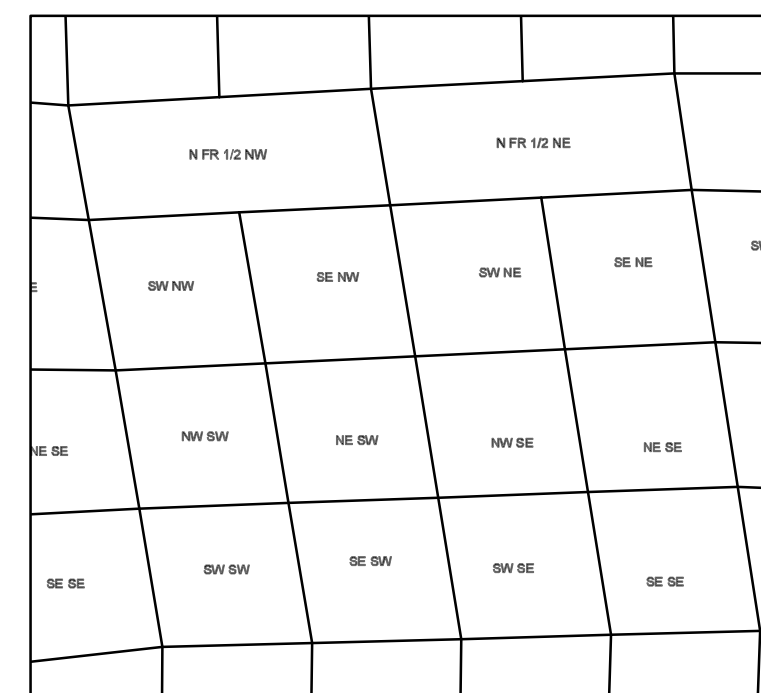 N FR 1/2 NW
N FR 1/2 NE
SW NW
SE NW
SW NE
SE NE
NE SE
NW SW
NE SW
NW SE
NE SE
SE SE
SW SW
SE SW
SW SE
SE SE